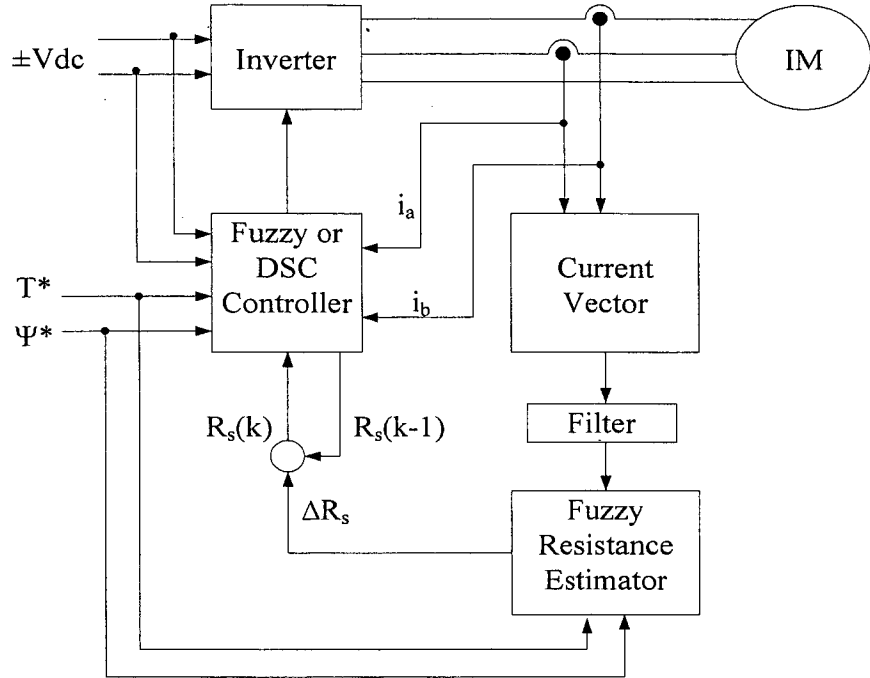 ±Vdc
Inverter
IM
i_a
Fuzzy or
DSC
Controller
Current
Vector
T*
i_b
Ψ*
Filter
R_s(k)
R_s(k-1)
ΔR_s
Fuzzy
Resistance
Estimator